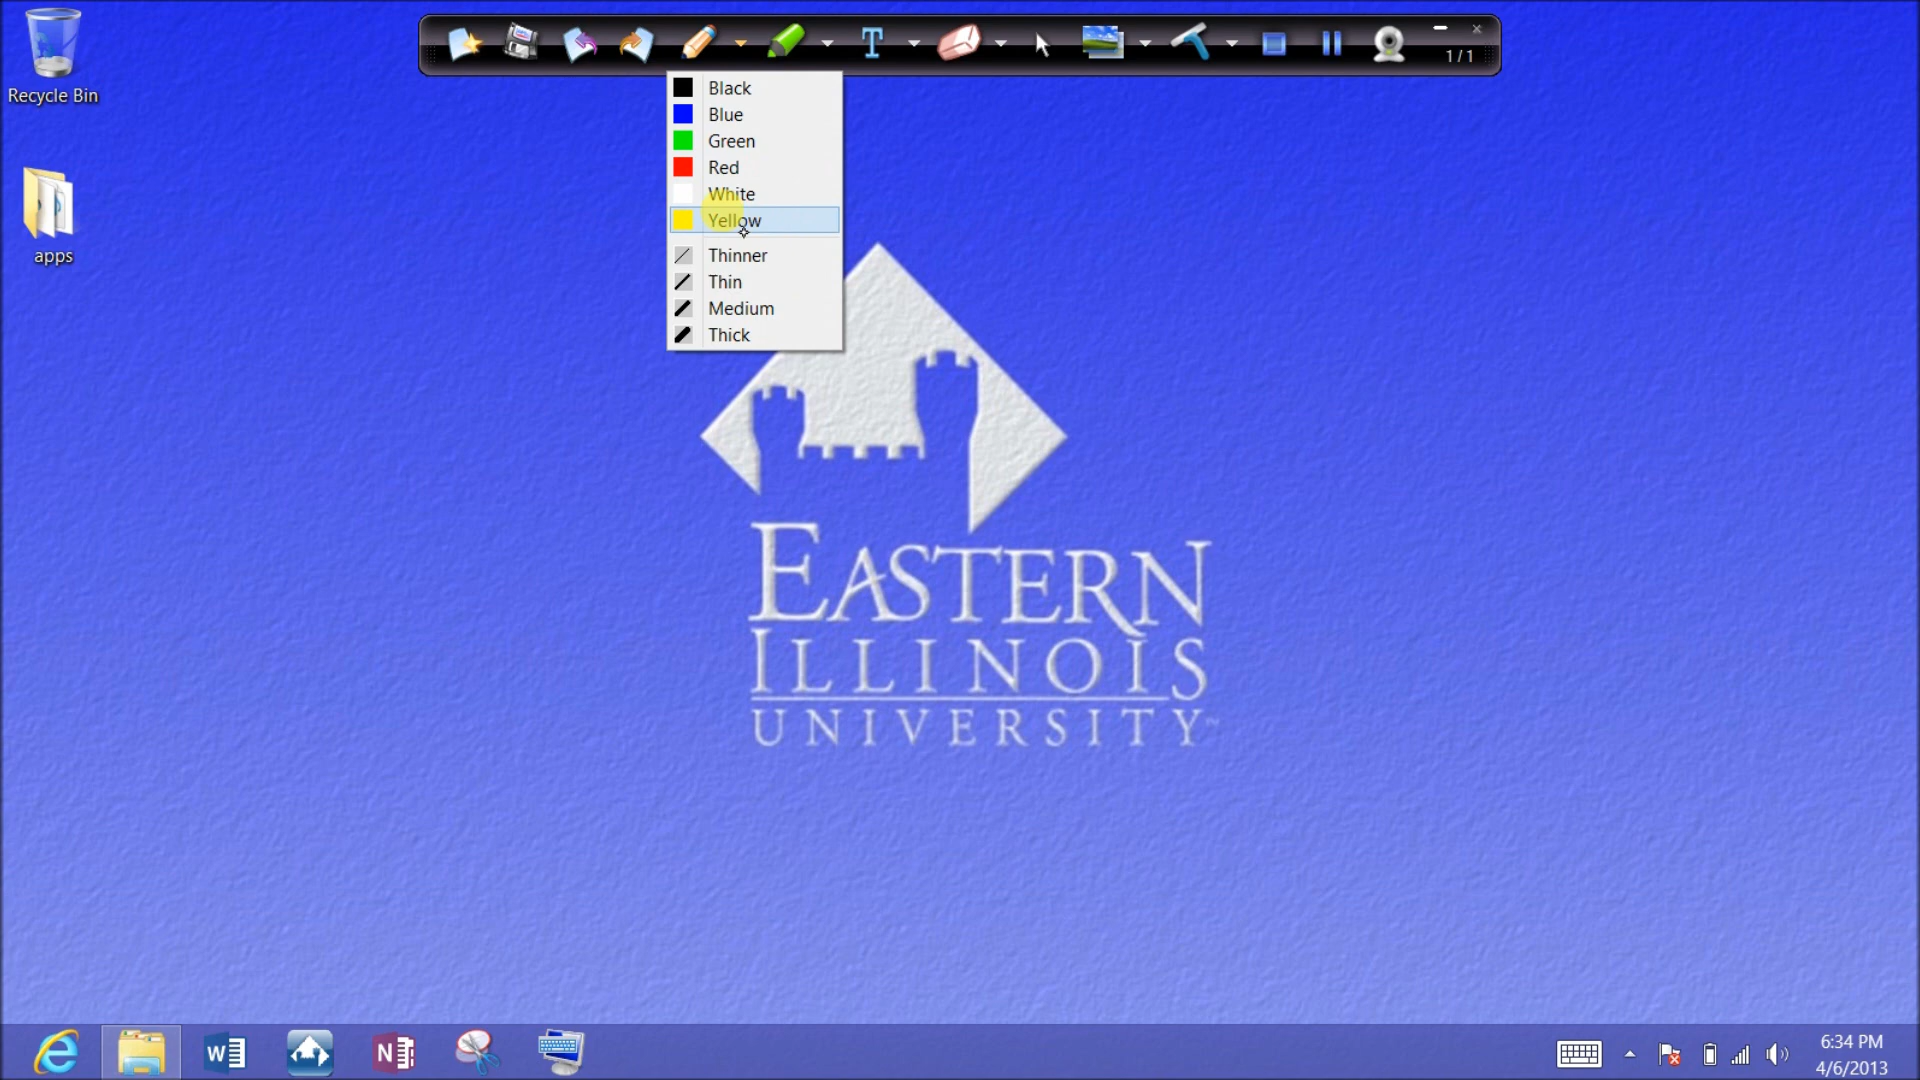 Recycle Bin
apps
T
1/1
Black
Blue
Green
Red
White
Yellow
Thinner
Thin
Medium
Thick
EASTERN
ILLINOIS
UNIVERSITY™
W
N
6:34 PM
4/6/2013